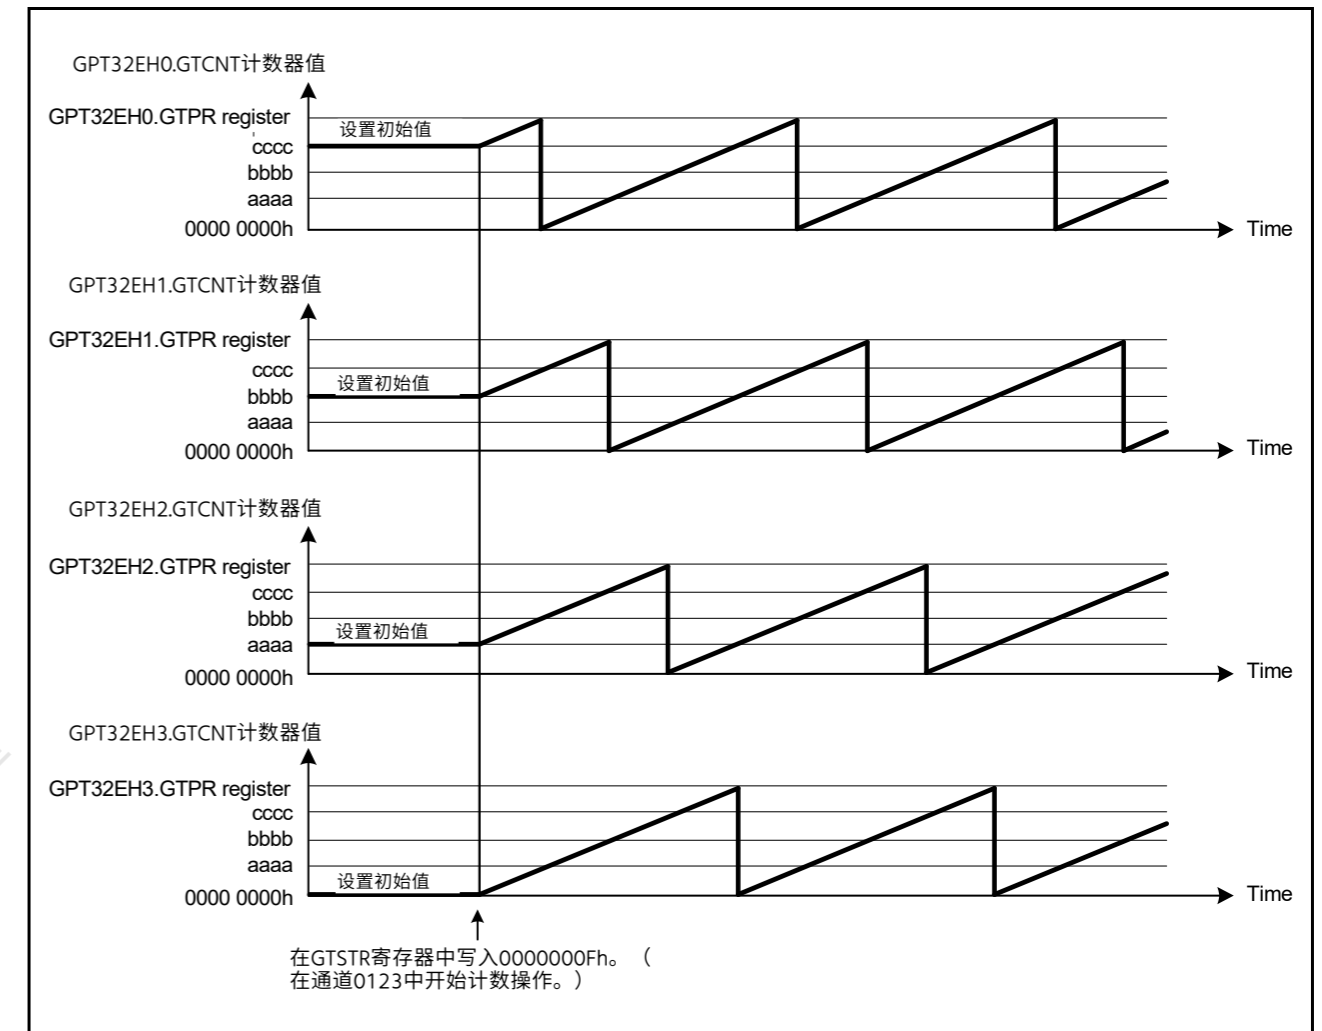 GPT32EH0.GTCNT计数器值
GPT32EH0.GTPR register
设置初始值
cccc
bbbb
aaaa
0000 0000h
Time
GPT32EH1.GTCNT计数器值
GPT32EH1.GTPR register
cccc
设置初始值
bbbb
aaaa
0000 0000h
Time
GPT32EH2.GTCNT计数器值
GPT32EH2.GTPR register
cccc
bbbb
设置初始值
aaaa
0000 0000h
Time
GPT32EH3.GTCNT计数器值
GPT32EH3.GTPR register
cccc
bbbb
aaaa
设置初始值
0000 0000h
Time
在GTSTR寄存器中写入0000000Fh。（
在通道0123中开始计数操作。）